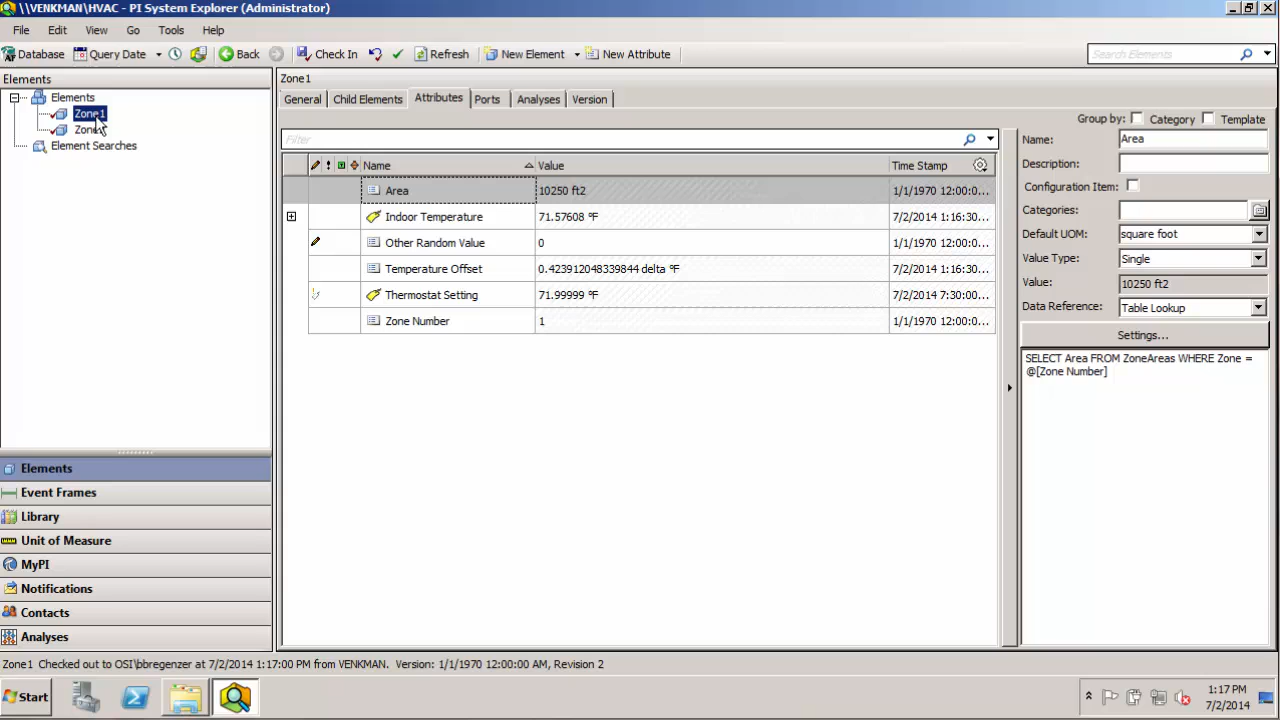 \\VENKMAN\HVAC - PI System Explorer (Administrator)
File Edit View Go Tools Help
Database Query Date Back Check In Refresh New Element New Attribute Search Elements
Elements
Elements
Zone1
Element Searches
Elements
Event Frames
Library
Unit of Measure
MyPI
Notifications
Contacts
Analyses
Zone1
General Child Elements Attributes Ports Analyses Version
Group by: Category Template
Filter
Name Value Time Stamp
Area 10250 ft2 1/1/1970 12:00:0...
Indoor Temperature 71.57608 °F 7/2/2014 1:16:30...
Other Random Value 0 1/1/1970 12:00:0...
Temperature Offset 0.423912048339844 delta °F 7/2/2014 1:16:30...
Thermostat Setting 71.99999 °F 7/2/2014 7:30:00...
Zone Number 1 1/1/1970 12:00:0...
Name: Area
Description:
Configuration Item:
Categories:
Default UOM: square foot
Value Type: Single
Value: 10250 ft2
Data Reference: Table Lookup
Settings...
SELECT Area FROM ZoneAreas WHERE Zone =
@[Zone Number]
Zone1 Checked out to OSI\bbregenzer at 7/2/2014 1:17:00 PM from VENKMAN. Version: 1/1/1970 12:00:00 AM, Revision 2
Start
1:17 PM
7/2/2014